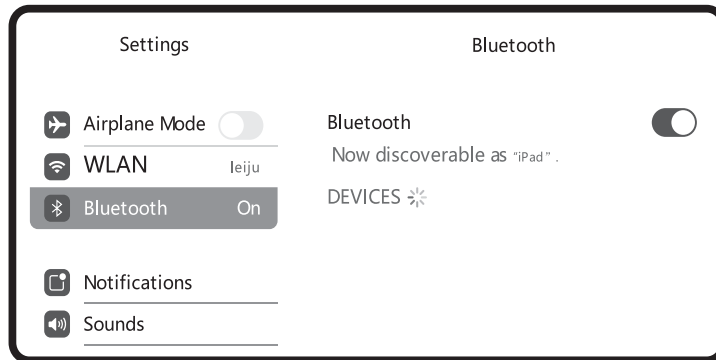 Settings
Bluetooth
Airplane Mode
WLAN leiju
Bluetooth On
Notifications
Sounds
Bluetooth
Now discoverable as "iPad".
DEVICES